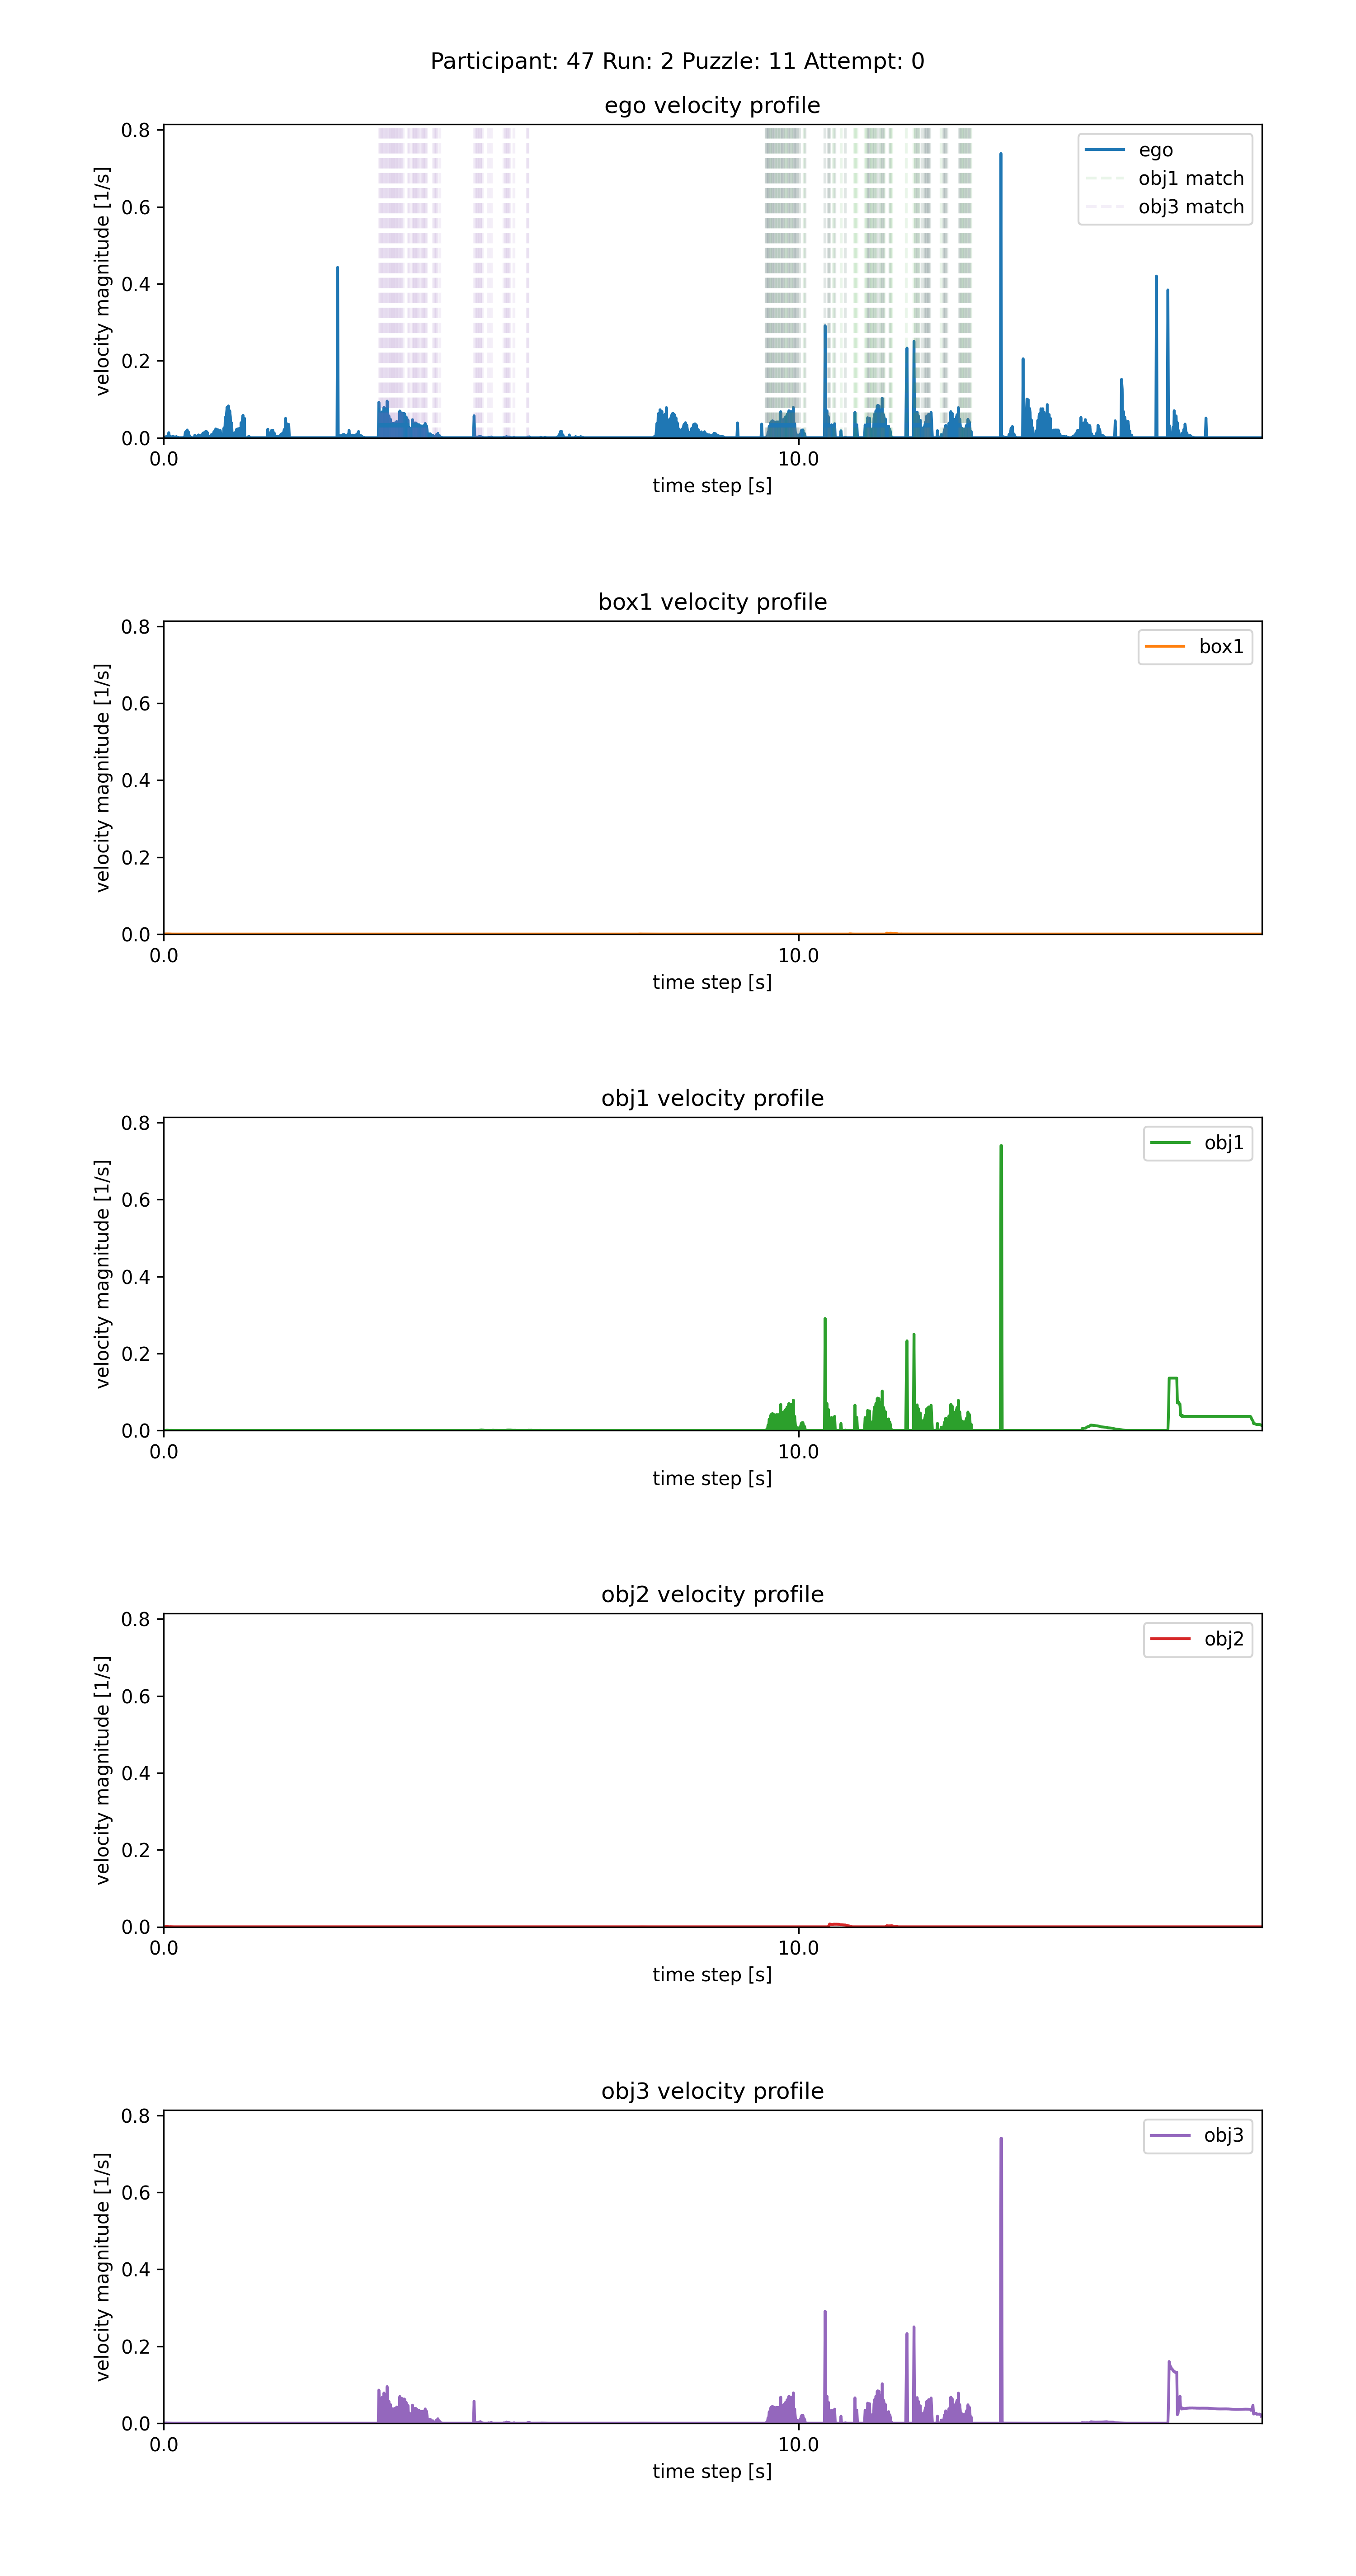 Participant: 47 Run: 2 Puzzle: 11 Attempt: 0
ego velocity profile
velocity magnitude [1/s]
0.8
0.6
0.4
0.2
0.0
ego
obj1 match
obj3 match
0.0
10.0
time step [s]
box1 velocity profile
velocity magnitude [1/s]
0.8
0.6
0.4
0.2
0.0
box1
0.0
10.0
time step [s]
obj1 velocity profile
velocity magnitude [1/s]
0.8
0.6
0.4
0.2
0.0
obj1
0.0
10.0
time step [s]
obj2 velocity profile
velocity magnitude [1/s]
0.8
0.6
0.4
0.2
0.0
obj2
0.0
10.0
time step [s]
obj3 velocity profile
velocity magnitude [1/s]
0.8
0.6
0.4
0.2
0.0
obj3
0.0
10.0
time step [s]